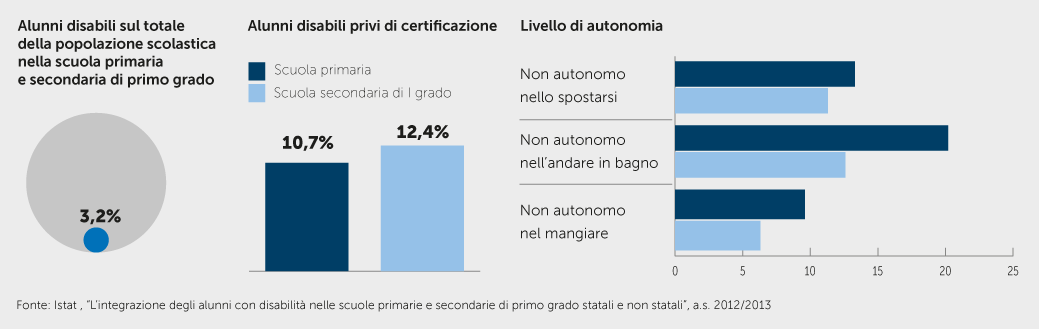 Alunni disabili sul totale
della popolazione scolastica
nella scuola primaria
e secondaria di primo grado
3,2%
Alunni disabili privi di certificazione
Scuola primaria
Scuola secondaria di I grado
10,7%
12,4%
Livello di autonomia
Non autonomo
nello spostarsi
Non autonomo
nell'andare in bagno
Non autonomo
nel mangiare
0 5 10 15 20 25
Fonte: Istat , "L'integrazione degli alunni con disabilità nelle scuole primarie e secondarie di primo grado statali e non statali", a.s. 2012/2013